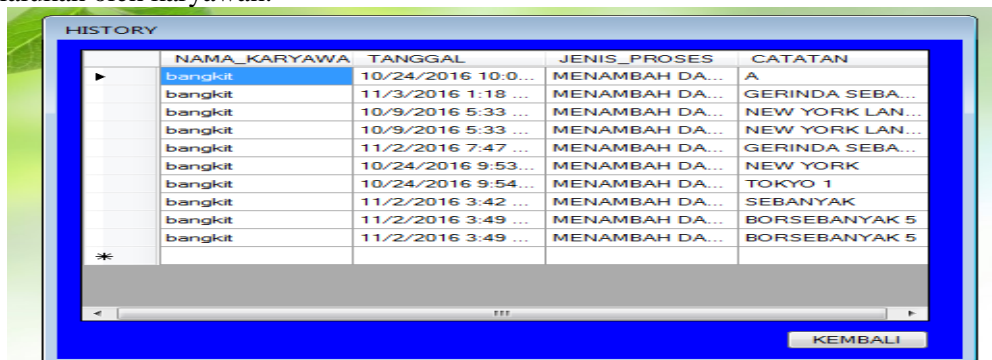 oleh karyawan.
HISTORY
NAMA_KARYAWA TANGGAL JENIS_PROSES CATATAN
bangkit 10/24/2016 10:0... MENAMBAH DA... A
bangkit 11/3/2016 1:18 ... MENAMBAH DA... GERINDA SEBA...
bangkit 10/9/2016 5:33 ... MENAMBAH DA... NEW YORK LAN...
bangkit 10/9/2016 5:33 ... MENAMBAH DA... NEW YORK LAN...
bangkit 11/2/2016 7:47 ... MENAMBAH DA... GERINDA SEBA...
bangkit 10/24/2016 9:53... MENAMBAH DA... NEW YORK
bangkit 10/24/2016 9:54... MENAMBAH DA... TOKYO 1
bangkit 11/2/2016 3:42 ... MENAMBAH DA... SEBANYAK
bangkit 11/2/2016 3:49 ... MENAMBAH DA... BORSEBANYAK 5
bangkit 11/2/2016 3:49 ... MENAMBAH DA... BORSEBANYAK 5
KEMBALI